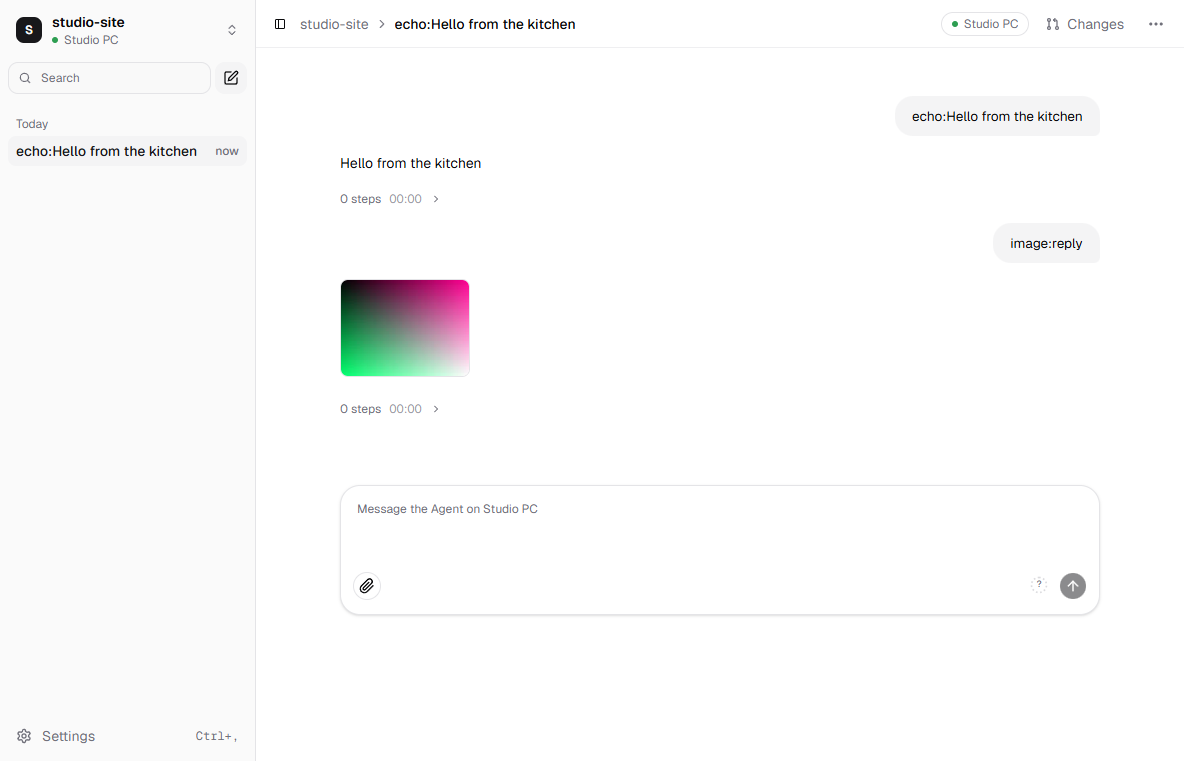 S
studio-site
Studio PC
Search
Today
echo:Hello from the kitchen now
Settings Ctrl+,
studio-site > echo:Hello from the kitchen
Studio PC
Changes
echo:Hello from the kitchen
Hello from the kitchen
0 steps 00:00
image:reply
0 steps 00:00
Message the Agent on Studio PC
?